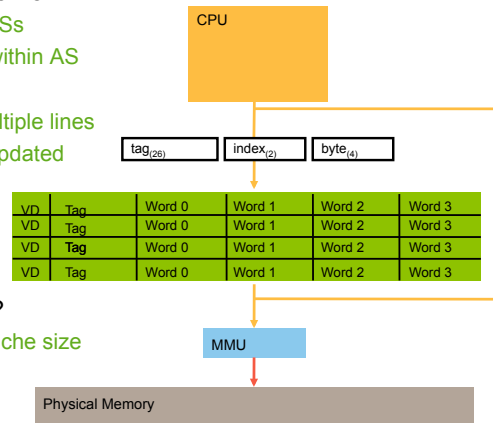 CPU
Ss
within AS
ltiple lines
pdated
tag(26) index(2) byte(4)
VD Tag Word 0 Word 1 Word 2 Word 3
VD Tag Word 0 Word 1 Word 2 Word 3
VD Tag Word 0 Word 1 Word 2 Word 3
VD Tag Word 0 Word 1 Word 2 Word 3
?
che size
MMU
Physical Memory